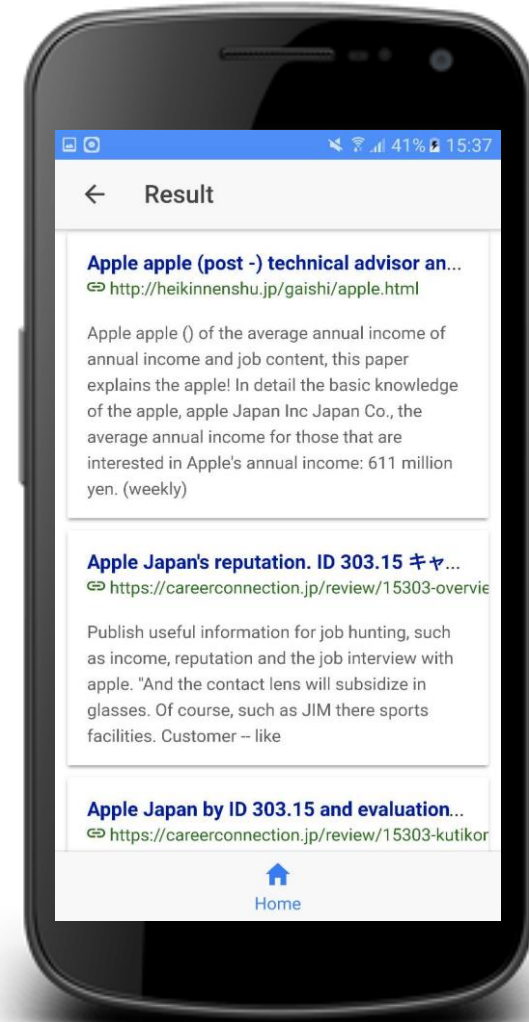 41% 15:37
Result
Apple apple (post -) technical advisor an...
http://heikinnenshu.jp/gaishi/apple.html
Apple apple () of the average annual income of
annual income and job content, this paper
explains the apple! In detail the basic knowledge
of the apple, apple Japan Inc Japan Co., the
average annual income for those that are
interested in Apple's annual income: 611 million
yen. (weekly)
Apple Japan's reputation. ID 303.15 キャ...
https://careerconnection.jp/review/15303-overvie
Publish useful information for job hunting, such
as income, reputation and the job interview with
apple. "And the contact lens will subsidize in
glasses. Of course, such as JIM there sports
facilities. Customer -- like
Apple Japan by ID 303.15 and evaluation...
https://careerconnection.jp/review/15303-kutikor
Home